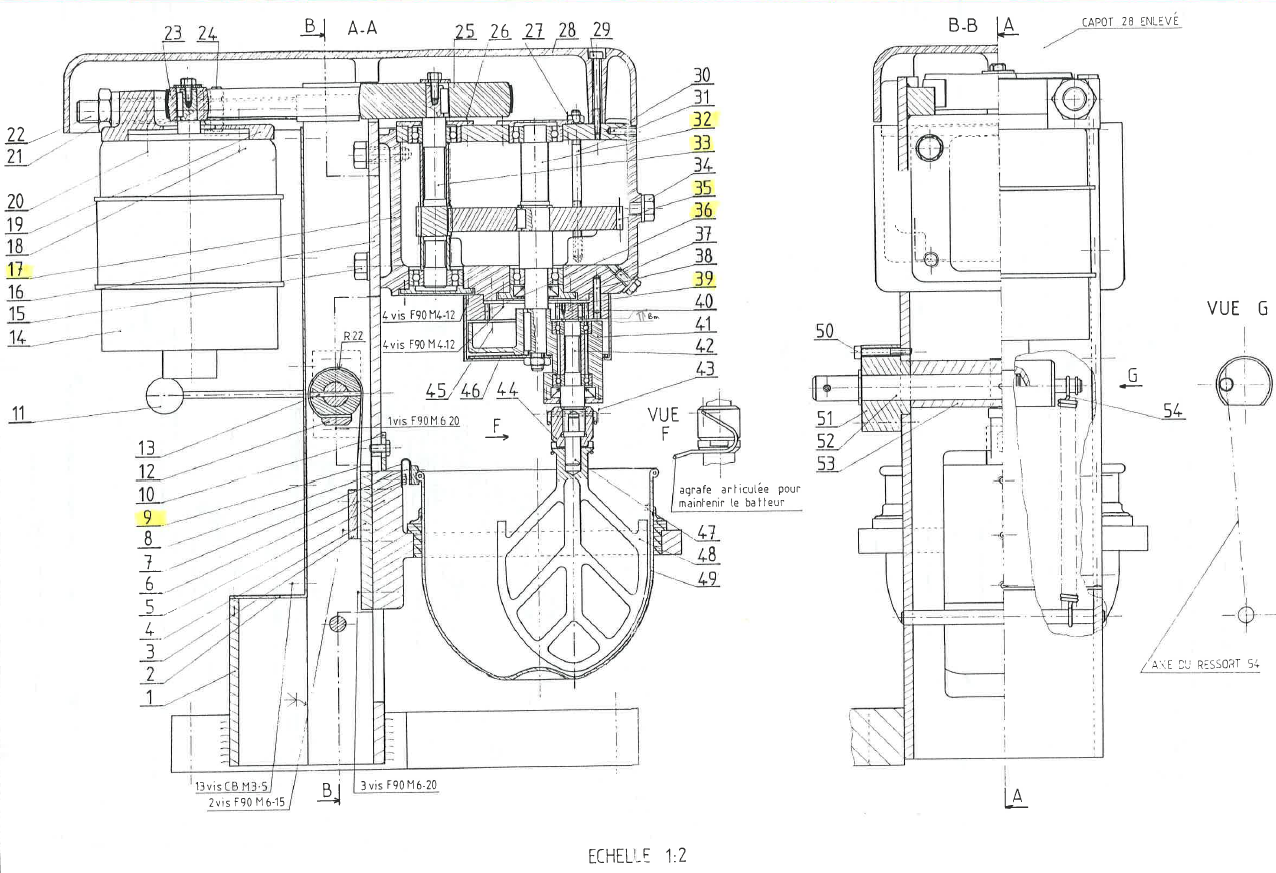 B
A-A
23
24
25
26
27
28
29
B-B
A
CAPOT 28 ENLEVÉ
30
31
32
33
34
35
36
37
38
39
40
41
42
43
22
21
20
19
18
17
16
15
14
11
13
12
10
9
8
7
6
5
4
3
2
1
R22
4 vis F90 M4-12
4 vis F90 M4.12
8m
45
46
44
1 vis F90 M6 20
F
VUE
F
agrafe articulée pour
maintenir le batteur
47
48
49
50
51
52
53
54
G
VUE G
AXE DU RESSORT 54
13 vis CB M3-5
2 vis F90 M6-15
B
3 vis F90 M6-20
A
ECHELLE 1:2